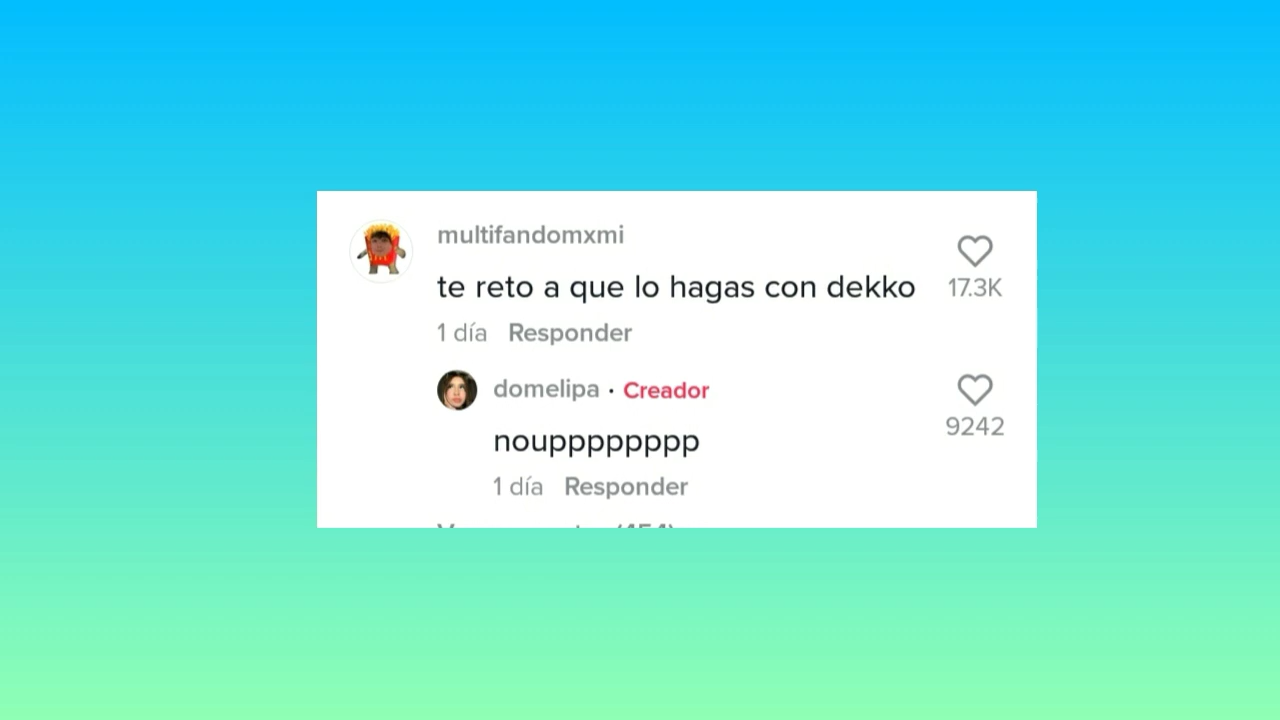 multifandomxmi
te reto a que lo hagas con dekko
17.3K
1 día Responder
domelipa · Creador
9242
noupppppppp
1 día Responder